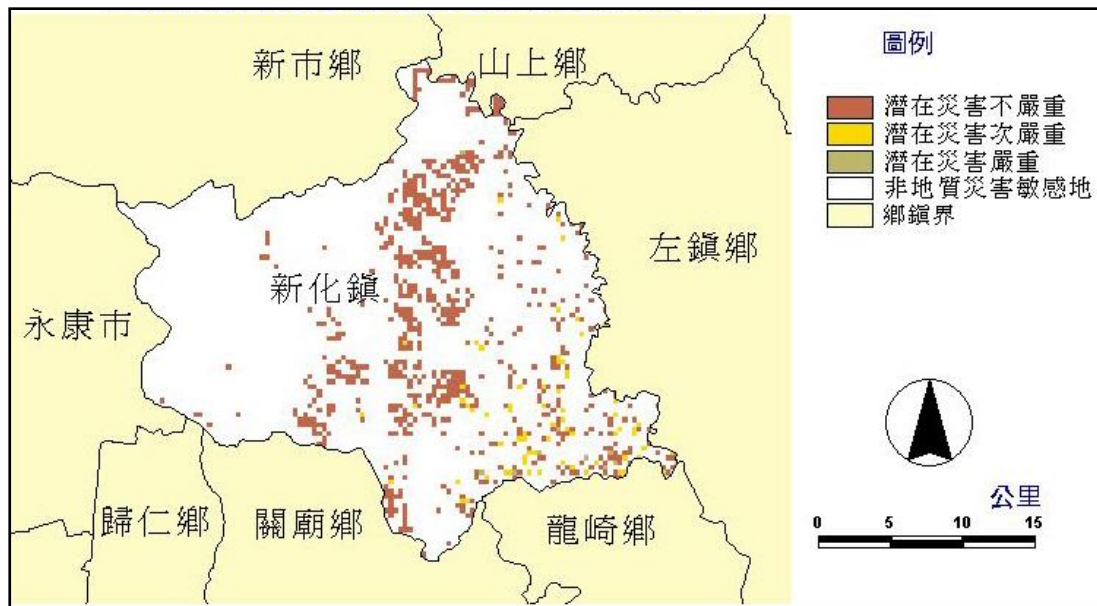 新市鄉
山上鄉
左鎮鄉
新化鎮
永康市
歸仁鄉
關廟鄉
龍崎鄉
圖例
潛在災害不嚴重
潛在災害次嚴重
潛在災害嚴重
非地質災害敏感地
鄉鎮界
公里
0 5 10 15